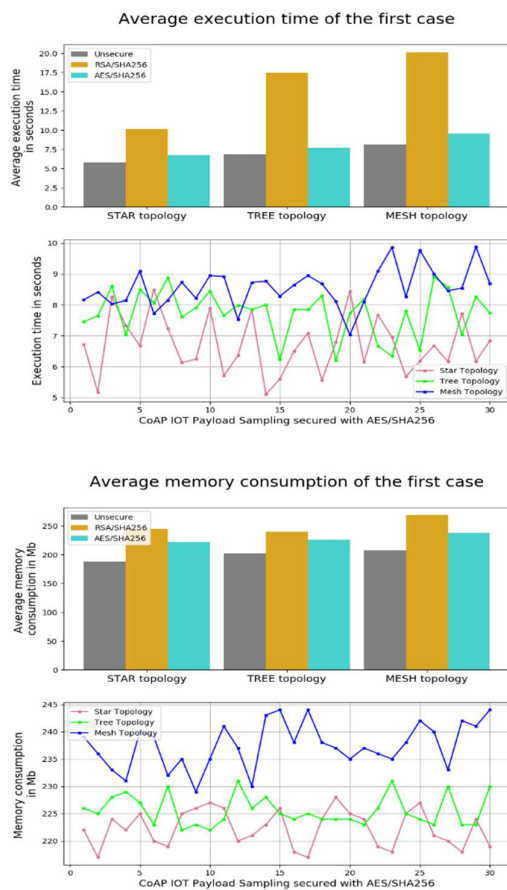 Average execution time of the first case
Average execution time
in seconds
20.0
17.5
15.0
12.5
10.0
7.5
5.0
2.5
0.0
Unsecure
RSA/SHA256
AES/SHA256
STAR topology
TREE topology
MESH topology
Execution time in seconds
10
9
8
7
6
5
Star Topology
Tree Topology
Mesh Topology
0
5
10
15
20
25
30
CoAP IOT Payload Sampling secured with AES/SHA256
Average memory consumption of the first case
Average memory
consumption in Mb
250
200
150
100
50
0
Unsecure
RSA/SHA256
AES/SHA256
STAR topology
TREE topology
MESH topology
Memory consumption
in Mb
245
240
235
230
225
220
Star Topology
Tree Topology
Mesh Topology
0
5
10
15
20
25
30
CoAP IOT Payload Sampling secured with AES/SHA256